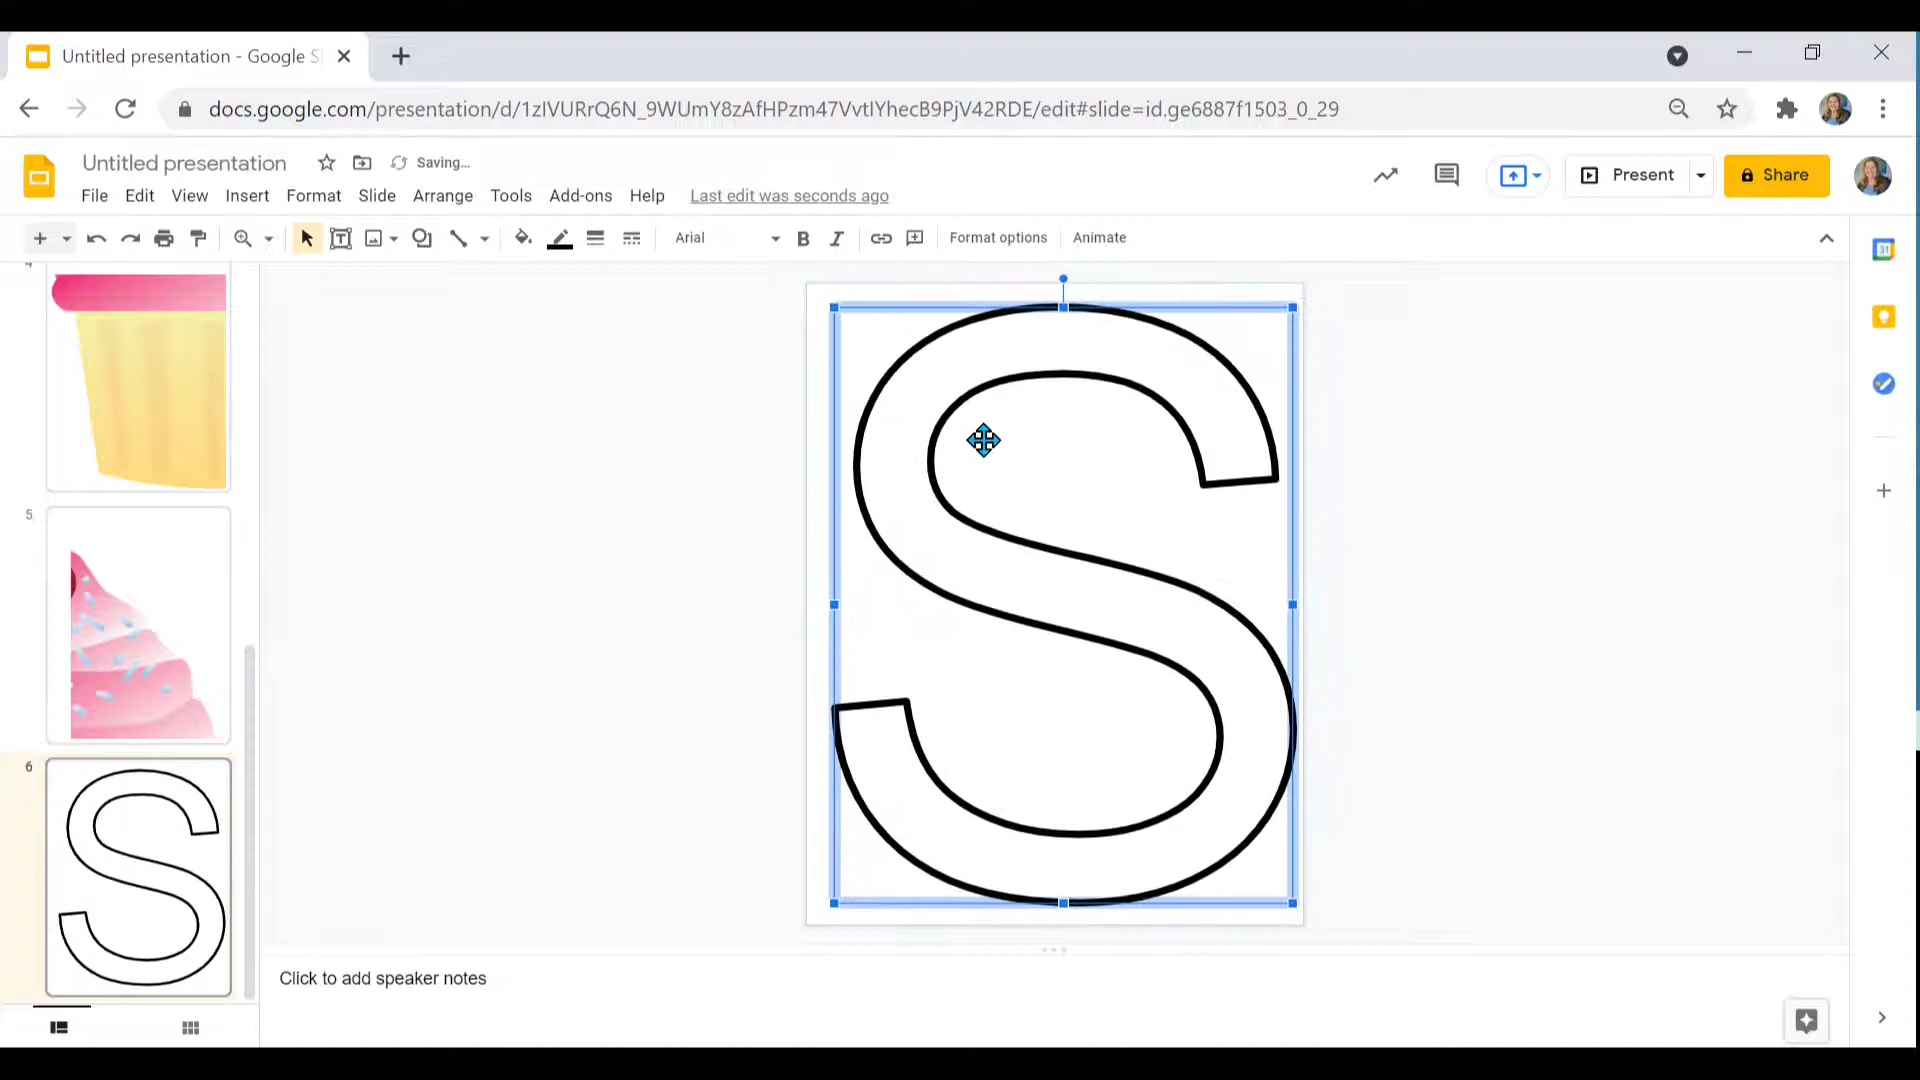 Untitled presentation - Google S
docs.google.com/presentation/d/1zIVURrQ6N_9WUmY8zAfHPzm47VvtIYhecB9PjV42RDE/edit#slide=id.ge6887f1503_0_29
Untitled presentation Saving...
File Edit View Insert Format Slide Arrange Tools Add-ons Help Last edit was seconds ago
Present Share
Arial B I Format options Animate
31
4
5
6
S
S
Click to add speaker notes